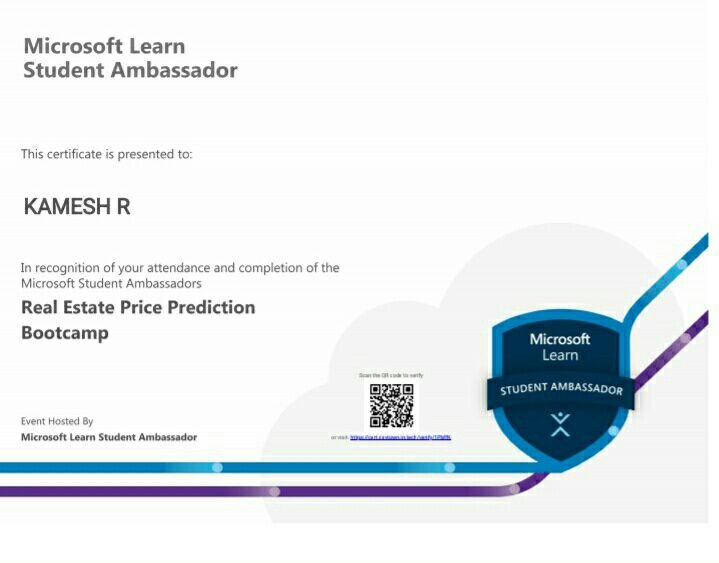 Microsoft Learn
Student Ambassador
This certificate is presented to:
KAMESH R
In recognition of your attendance and completion of the
Microsoft Student Ambassadors
Real Estate Price Prediction
Bootcamp
Microsoft
Learn
STUDENT AMBASSADOR
Scan the QR code to verify
or visit:
Event Hosted By
Microsoft Learn Student Ambassador